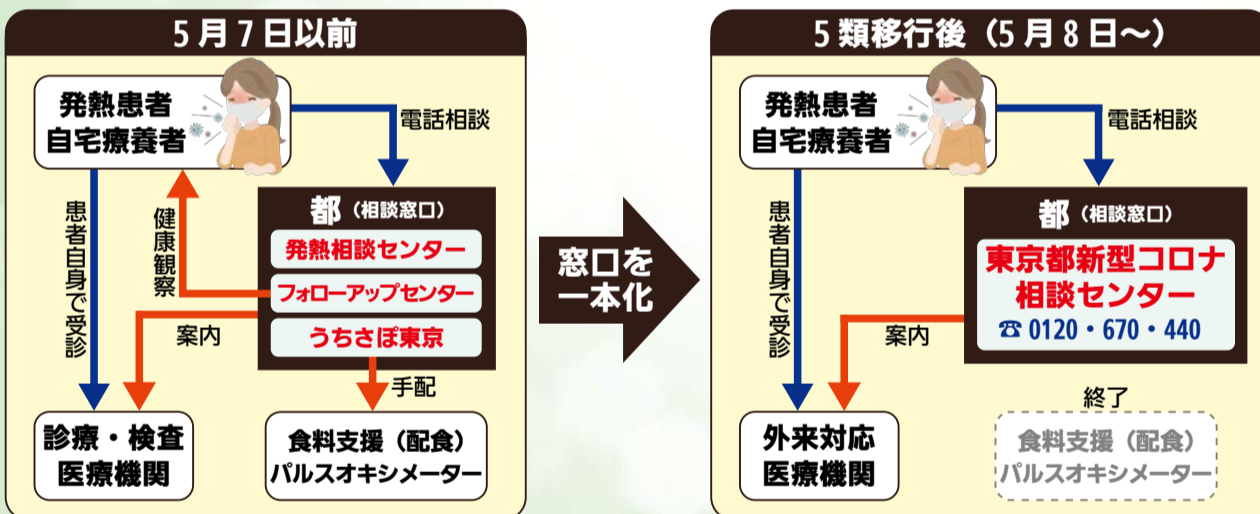 5月7日以前
発熱患者
自宅療養者
電話相談
患者自身で受診
健康観察
都（相談窓口）
発熱相談センター
フォローアップセンター
うちさぽ東京
案内
手配
診療・検査
医療機関
食料支援（配食）
パルスオキシメーター
窓口を
一本化
5類移行後（5月8日～）
発熱患者
自宅療養者
電話相談
患者自身で受診
都（相談窓口）
東京都新型コロナ
相談センター
☎ 0120・670・440
案内
外来対応
医療機関
終了
食料支援（配食）
パルスオキシメーター